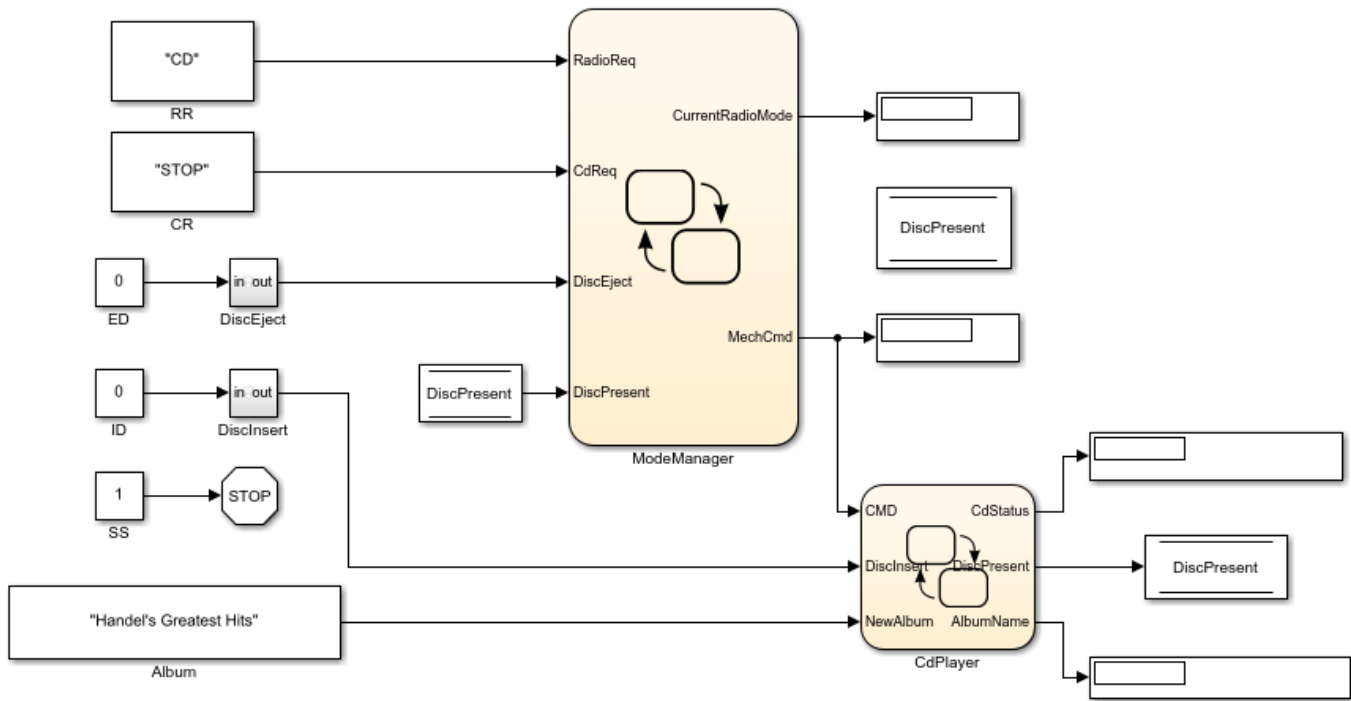 "CD"
RR
"STOP"
CR
0
ED
in out
DiscEject
0
ID
in out
DiscInsert
1
SS
STOP
"Handel's Greatest Hits"
Album
DiscPresent
RadioReq
CdReq
DiscEject
DiscPresent
CurrentRadioMode
MechCmd
ModeManager
DiscPresent
CMD
DiscInsert
NewAlbum
CdStatus
DiscPresent
AlbumName
CdPlayer
DiscPresent